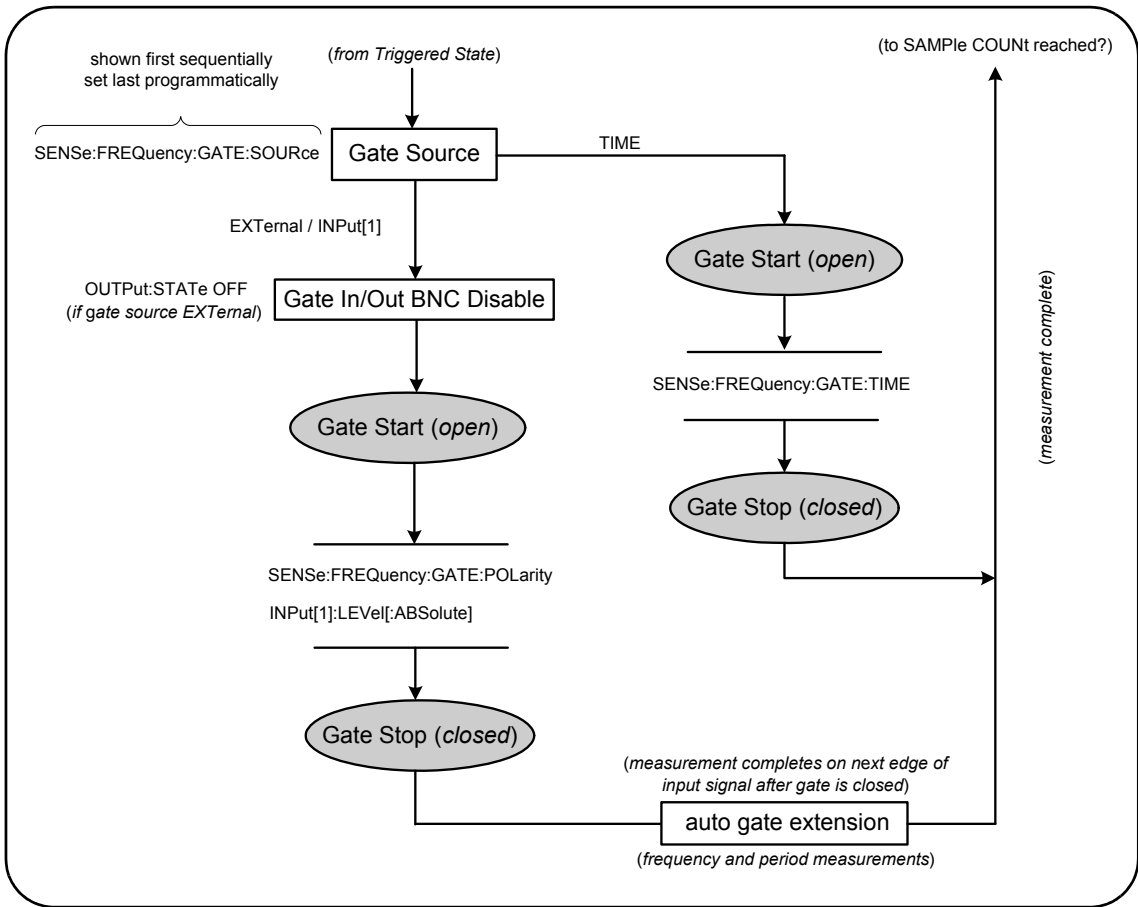 shown first sequentially
set last programmatically
(from Triggered State)
(to SAMPle COUNt reached?)
SENSe:FREQuency:GATE:SOURce
Gate Source
TIME
EXTernal / INPut[1]
Gate Start (open)
OUTPut:STATe OFF
(if gate source EXTernal)
Gate In/Out BNC Disable
(measurement complete)
SENSe:FREQuency:GATE:TIME
Gate Start (open)
Gate Stop (closed)
SENSe:FREQuency:GATE:POLarity
INPut[1]:LEVel[:ABSolute]
Gate Stop (closed)
(measurement completes on next edge of
input signal after gate is closed)
auto gate extension
(frequency and period measurements)